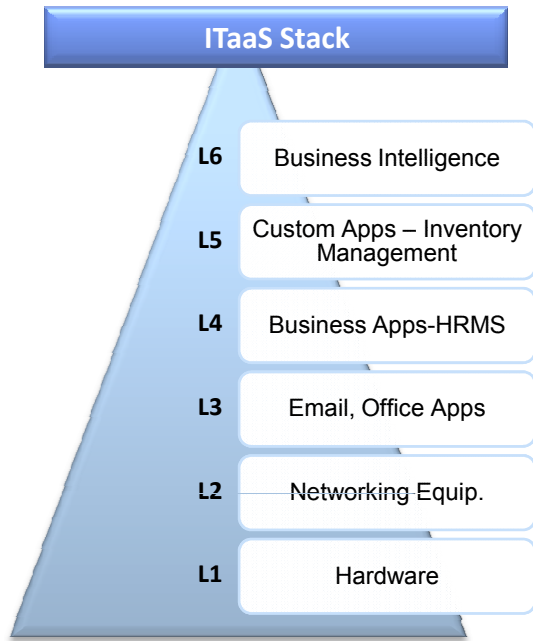 ITaaS Stack
L6 Business Intelligence
L5 Custom Apps – Inventory
Management
L4 Business Apps-HRMS
L3 Email, Office Apps
L2 Networking Equip.
L1 Hardware